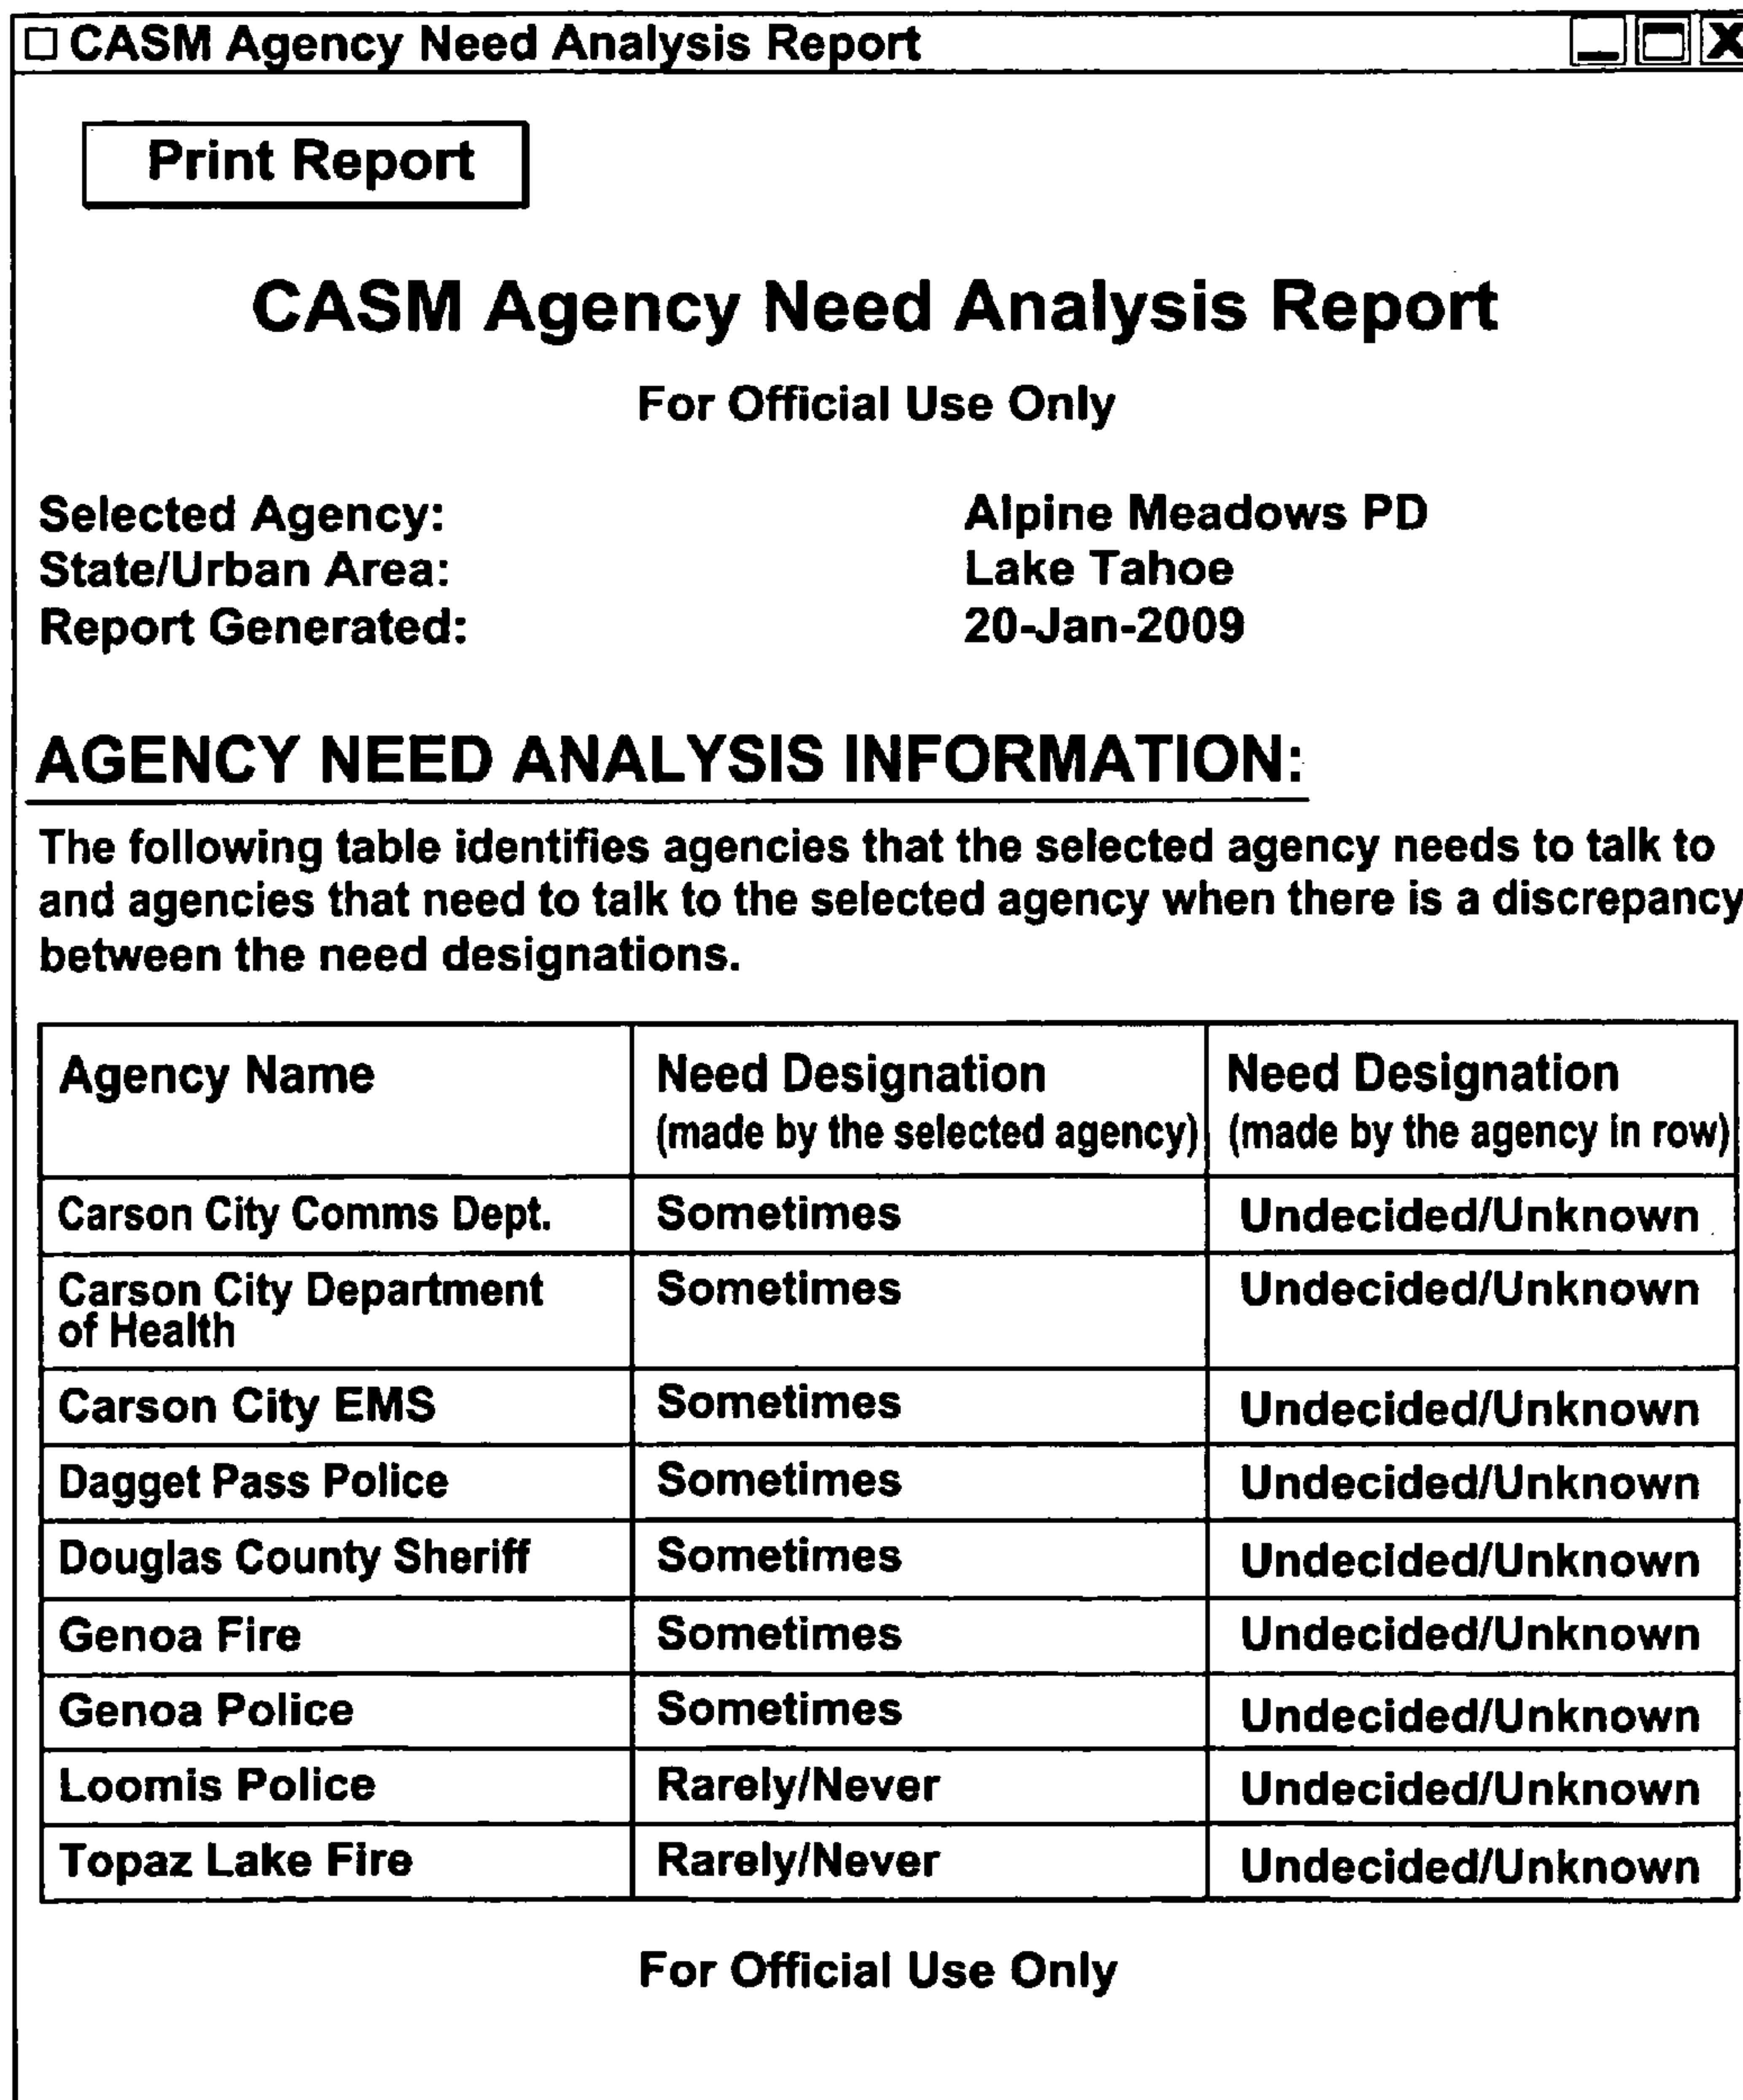 CASM Agency Need Analysis Report
Print Report
CASM Agency Need Analysis Report
For Official Use Only
Selected Agency: Alpine Meadows PD
State/Urban Area: Lake Tahoe
Report Generated: 20-Jan-2009
AGENCY NEED ANALYSIS INFORMATION:
The following table identifies agencies that the selected agency needs to talk to
and agencies that need to talk to the selected agency when there is a discrepancy
between the need designations.
Agency Name Need Designation Need Designation
(made by the selected agency) (made by the agency in row)
Carson City Comms Dept. Sometimes Undecided/Unknown
Carson City Department Sometimes Undecided/Unknown
of Health
Carson City EMS Sometimes Undecided/Unknown
Dagget Pass Police Sometimes Undecided/Unknown
Douglas County Sheriff Sometimes Undecided/Unknown
Genoa Fire Sometimes Undecided/Unknown
Genoa Police Sometimes Undecided/Unknown
Loomis Police Rarely/Never Undecided/Unknown
Topaz Lake Fire Rarely/Never Undecided/Unknown
For Official Use Only